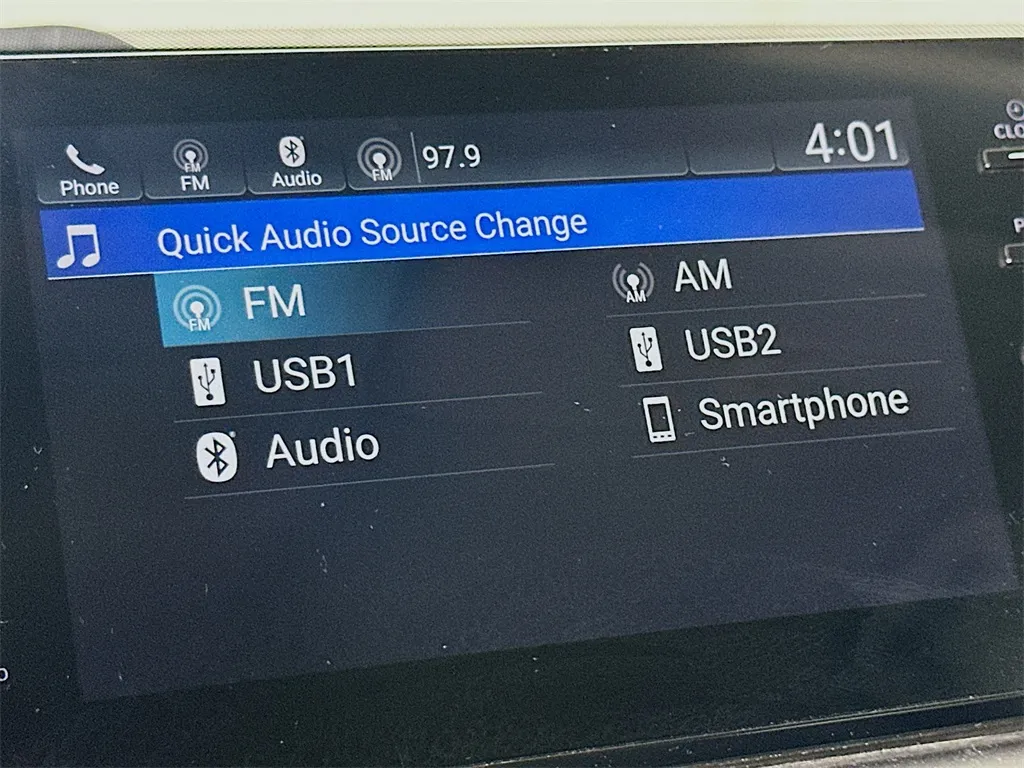 Phone FM Audio FM 97.9 4:01
Quick Audio Source Change
FM FM AM AM
USB1 USB2
Audio Smartphone